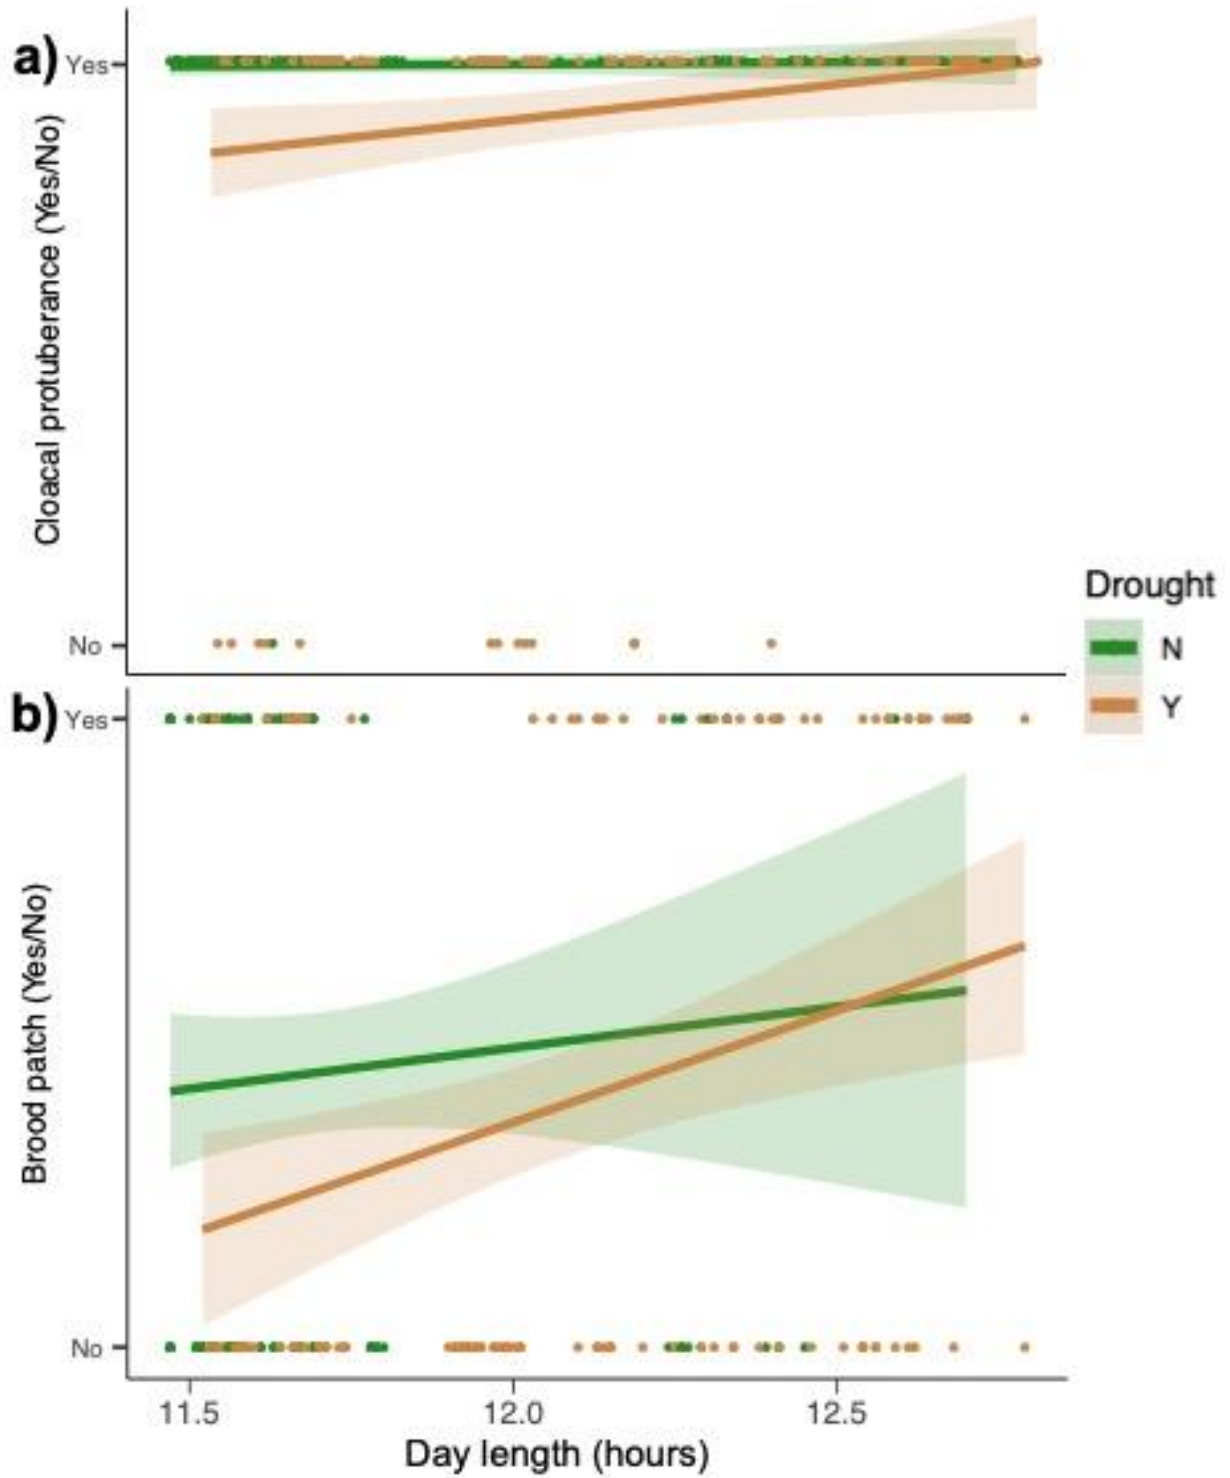 a)
Yes
Cloacal protuberance (Yes/No)
No
Drought
N
Y
b)
Yes
Brood patch (Yes/No)
No
11.5 12.0 12.5
Day length (hours)